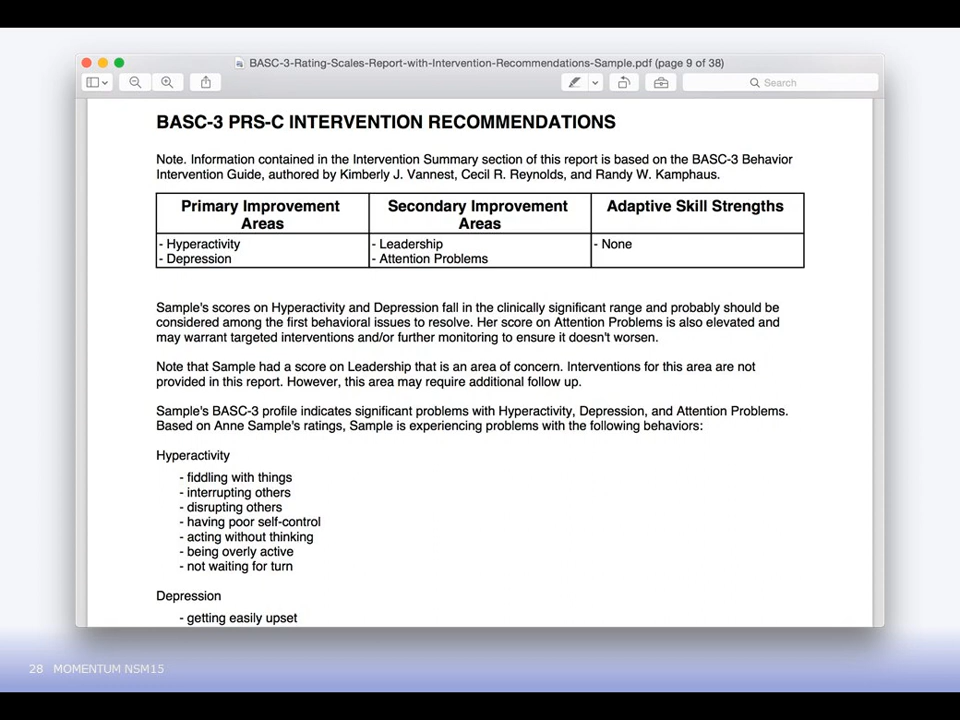 BASC-3-Rating-Scales-Report-with-Intervention-Recommendations-Sample.pdf (page 9 of 38)
Search
BASC-3 PRS-C INTERVENTION RECOMMENDATIONS
Note. Information contained in the Intervention Summary section of this report is based on the BASC-3 Behavior
Intervention Guide, authored by Kimberly J. Vannest, Cecil R. Reynolds, and Randy W. Kamphaus.
Primary Improvement
Areas
Secondary Improvement
Areas
Adaptive Skill Strengths
- Hyperactivity
- Depression
- Leadership
- Attention Problems
- None
Sample's scores on Hyperactivity and Depression fall in the clinically significant range and probably should be
considered among the first behavioral issues to resolve. Her score on Attention Problems is also elevated and
may warrant targeted interventions and/or further monitoring to ensure it doesn't worsen.
Note that Sample had a score on Leadership that is an area of concern. Interventions for this area are not
provided in this report. However, this area may require additional follow up.
Sample's BASC-3 profile indicates significant problems with Hyperactivity, Depression, and Attention Problems.
Based on Anne Sample's ratings, Sample is experiencing problems with the following behaviors:
Hyperactivity
- fiddling with things
- interrupting others
- disrupting others
- having poor self-control
- acting without thinking
- being overly active
- not waiting for turn
Depression
- getting easily upset
28 MOMENTUM NSM15